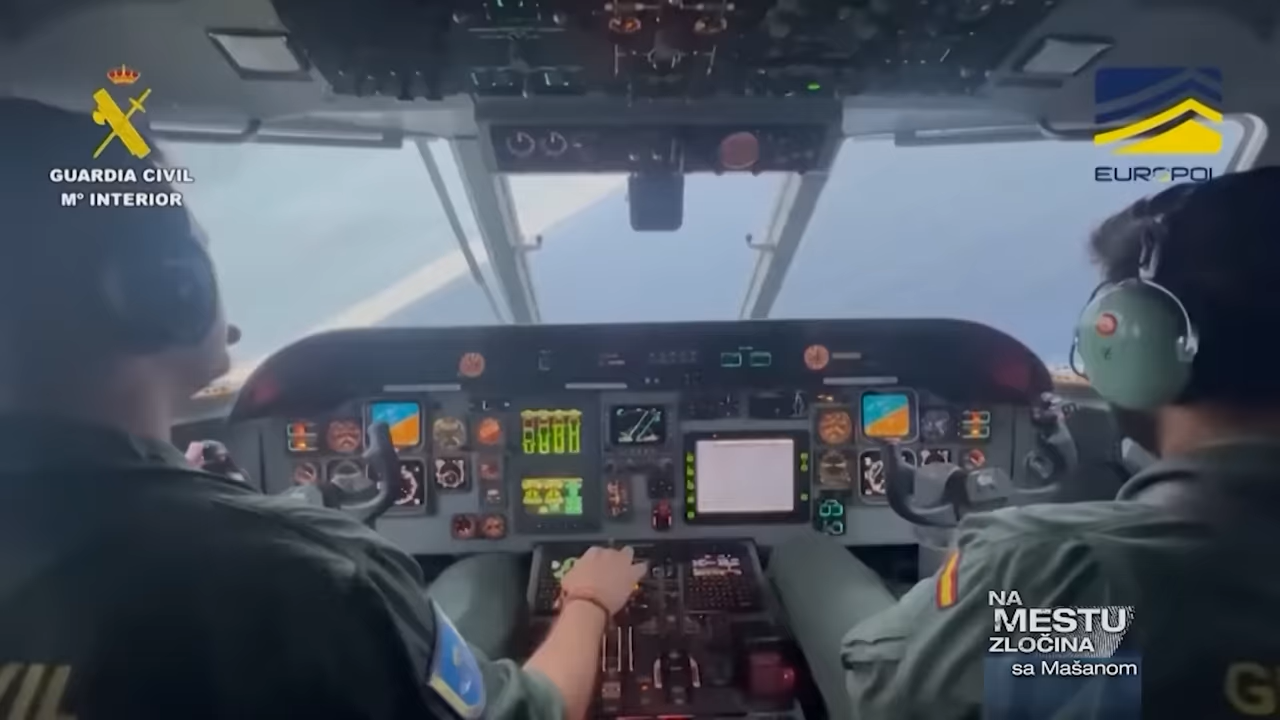 GUARDIA CIVIL
Mº INTERIOR
EUROPOL
NA
MESTU
ZLOČINA
sa Mašanom